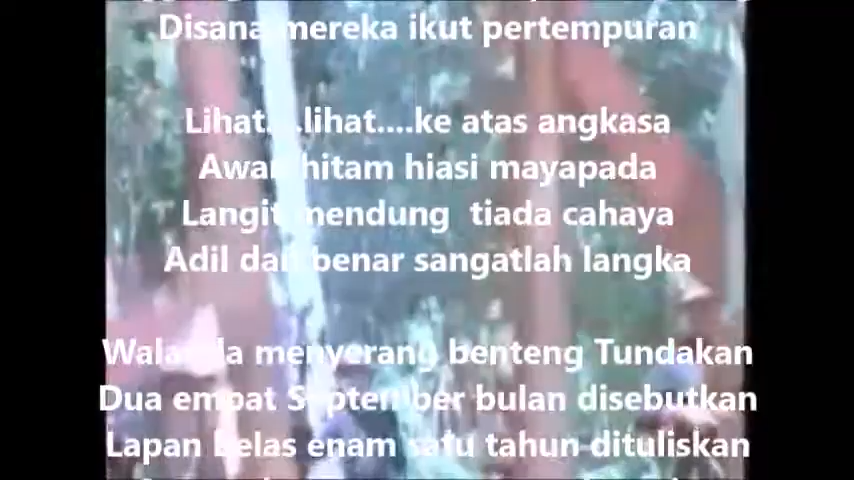 Disana mereka ikut pertempuran
Lihat....lihat....ke atas angkasa
Awan hitam hiasi mayapada
Langit mendung tiada cahaya
Adil dan benar sangatlah langka
Walanda menyerang benteng Tundakan
Dua empat September bulan disebutkan
Lapan belas enam satu tahun dituliskan